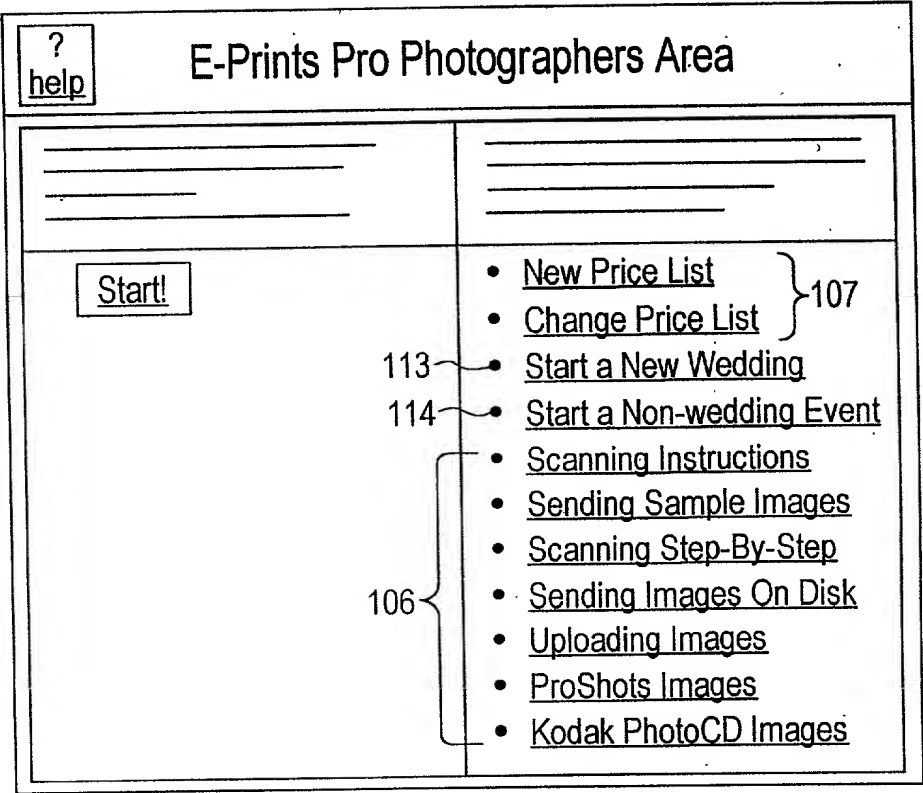 ?
help
E-Prints Pro Photographers Area
Start!
• New Price List
• Change Price List
107
113
• Start a New Wedding
114
• Start a Non-wedding Event
• Scanning Instructions
• Sending Sample Images
• Scanning Step-By-Step
106
• Sending Images On Disk
• Uploading Images
• ProShots Images
• Kodak PhotoCD Images